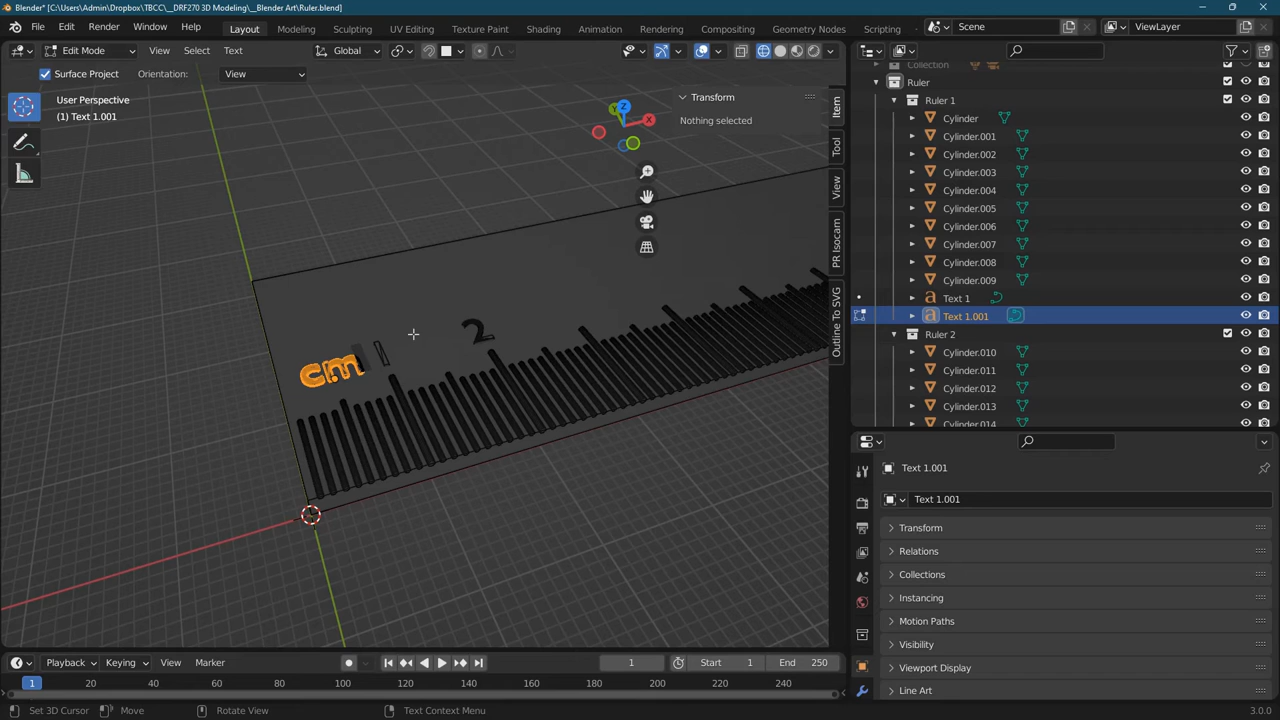 Blender* [C:\Users\Admin\Dropbox\TBCC\__DRF270 3D Modeling\__Blender Art\Ruler.blend]
File Edit Render Window Help Layout Modeling Sculpting UV Editing Texture Paint Shading Animation Rendering Compositing Geometry Nodes Scripting Scene ViewLayer
Edit Mode View Select Text Global
Surface Project Orientation: View
User Perspective
(1) Text 1.001
Transform
Nothing selected
Item
Tool
View
PR Isocam
Outline To SVG
Z
Y
X
cm
2
Collection
Ruler
Ruler 1
Cylinder
Cylinder.001
Cylinder.002
Cylinder.003
Cylinder.004
Cylinder.005
Cylinder.006
Cylinder.007
Cylinder.008
Cylinder.009
Text 1
Text 1.001
Ruler 2
Cylinder.010
Cylinder.011
Cylinder.012
Cylinder.013
Cylinder.014
Text 1.001
Text 1.001
Transform
Relations
Collections
Instancing
Motion Paths
Visibility
Viewport Display
Line Art
Playback Keying View Marker 1 Start 1 End 250
1 20 40 60 80 100 120 140 160 180 200 220 240
Set 3D Cursor Move Rotate View Text Context Menu 3.0.0